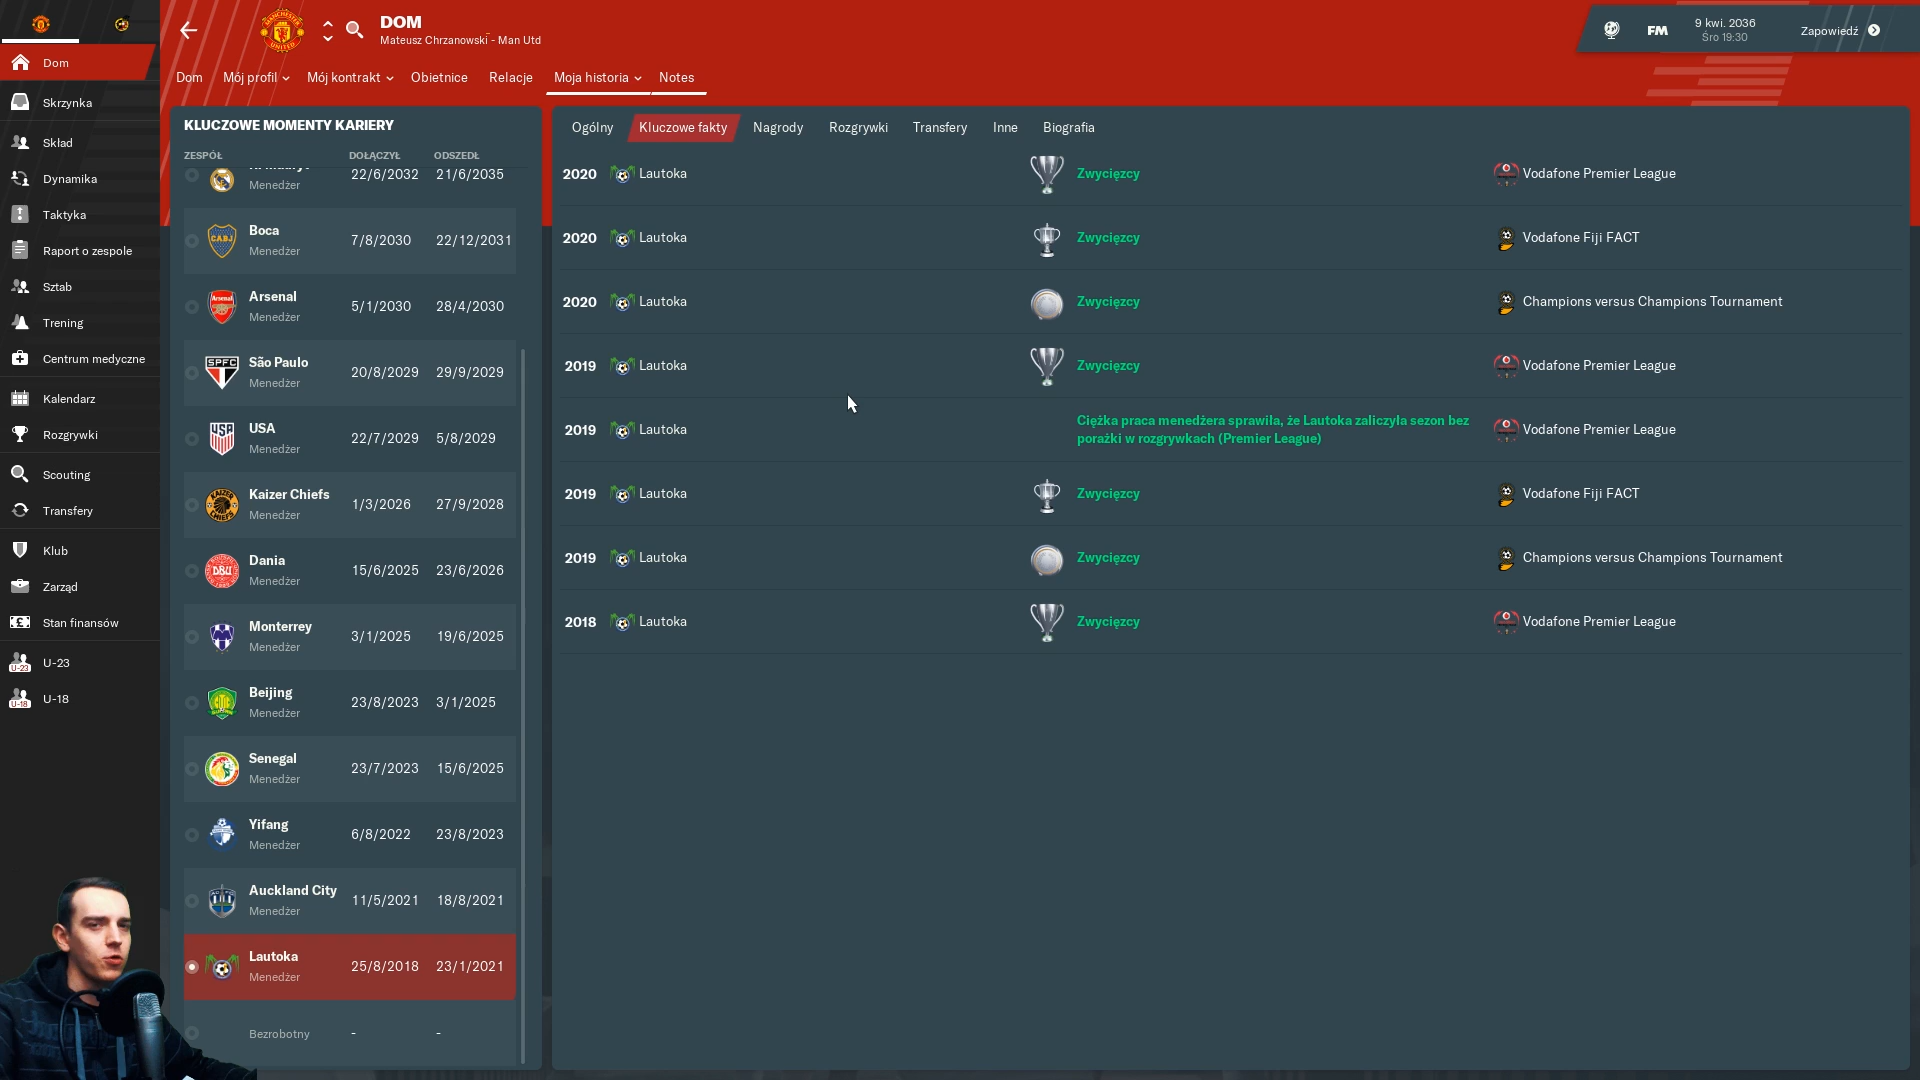 DOM
Mateusz Chrzanowski - Man Utd
FM
9 kwi. 2036
Śro 19:30
Zapowiedź
Dom
Mój profil
Mój kontrakt
Obietnice
Relacje
Moja historia
Notes
Dom
Skrzynka
Skład
Dynamika
Taktyka
Raport o zespole
Sztab
Trening
Centrum medyczne
Kalendarz
Rozgrywki
Scouting
Transfery
Klub
Zarząd
Stan finansów
U-23
U-23
U-18
U-18
KLUCZOWE MOMENTY KARIERY
ZESPÓŁ DOŁĄCZYŁ ODSZEDŁ
22/6/2032 21/6/2035
Menedżer
Boca
Menedżer
7/8/2030 22/12/2031
Arsenal
Menedżer
5/1/2030 28/4/2030
São Paulo
Menedżer
20/8/2029 29/9/2029
USA
Menedżer
22/7/2029 5/8/2029
Kaizer Chiefs
Menedżer
1/3/2026 27/9/2028
Dania
Menedżer
15/6/2025 23/6/2026
Monterrey
Menedżer
3/1/2025 19/6/2025
Beijing
Menedżer
23/8/2023 3/1/2025
Senegal
Menedżer
23/7/2023 15/6/2025
Yifang
Menedżer
6/8/2022 23/8/2023
Auckland City
Menedżer
11/5/2021 18/8/2021
Lautoka
Menedżer
25/8/2018 23/1/2021
Bezrobotny - -
Ogólny
Kluczowe fakty
Nagrody
Rozgrywki
Transfery
Inne
Biografia
2020 Lautoka Zwycięzcy Vodafone Premier League
2020 Lautoka Zwycięzcy Vodafone Fiji FACT
2020 Lautoka Zwycięzcy Champions versus Champions Tournament
2019 Lautoka Zwycięzcy Vodafone Premier League
2019 Lautoka Ciężka praca menedżera sprawiła, że Lautoka zaliczyła sezon bez
porażki w rozgrywkach (Premier League) Vodafone Premier League
2019 Lautoka Zwycięzcy Vodafone Fiji FACT
2019 Lautoka Zwycięzcy Champions versus Champions Tournament
2018 Lautoka Zwycięzcy Vodafone Premier League